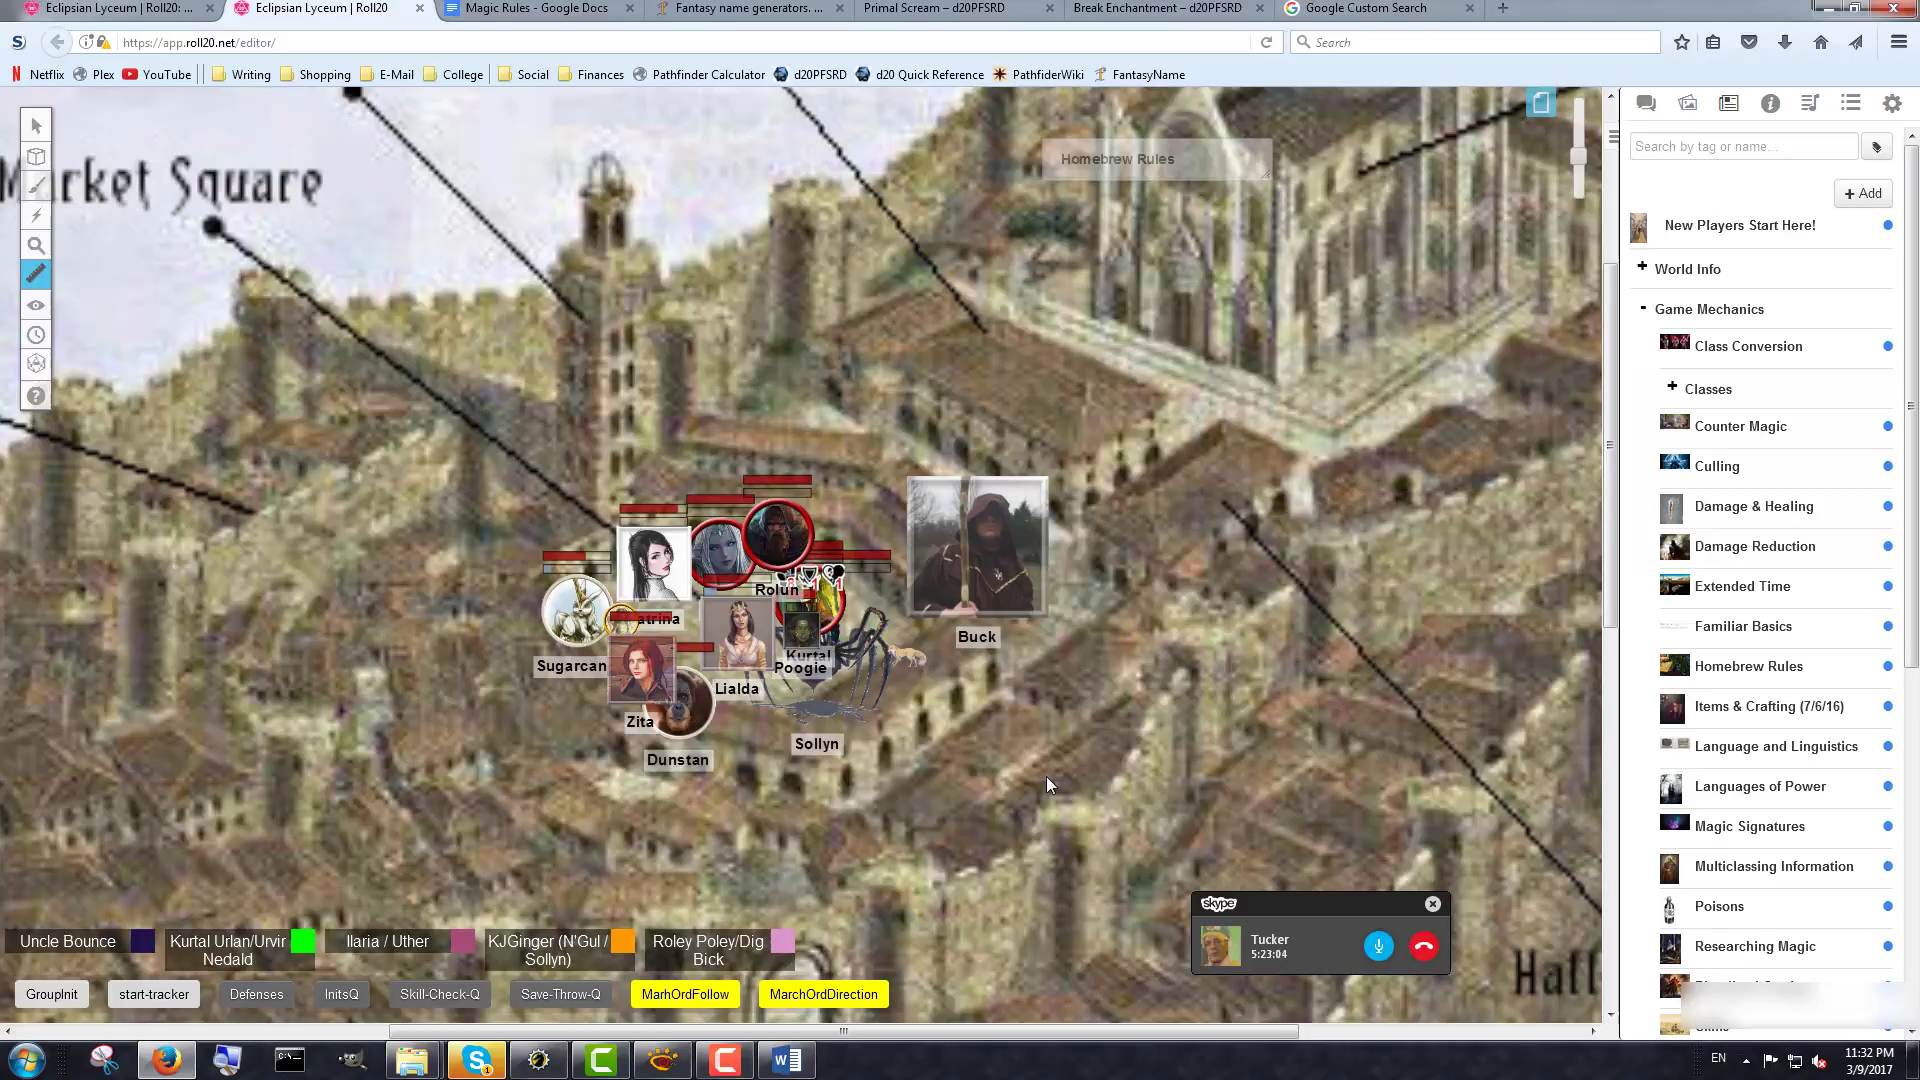 Eclipsian Lyceum | Roll20: ...
Eclipsian Lyceum | Roll20
Magic Rules - Google Docs
Fantasy name generators. ...
Primal Scream – d20PFSRD
Break Enchantment – d20PFSRD
Google Custom Search
https://app.roll20.net/editor/
Search
Netflix
Plex
YouTube
Writing
Shopping
E-Mail
College
Social
Finances
Pathfinder Calculator
d20PFSRD
d20 Quick Reference
PathfiderWiki
FantasyName
Market Square
Homebrew Rules
Search by tag or name...
+ Add
New Players Start Here!
+ World Info
- Game Mechanics
Class Conversion
+ Classes
Counter Magic
Culling
Damage & Healing
Damage Reduction
Extended Time
Familiar Basics
Homebrew Rules
Items & Crafting (7/6/16)
Language and Linguistics
Languages of Power
Magic Signatures
Multiclassing Information
Poisons
Researching Magic
Rolun
Buck
Sugarcan
Kurtal
Poogie
Lialda
Zita
Sollyn
Dunstan
skype
Tucker
5:23:04
Hall
Uncle Bounce
Kurtal Urlan/Urvir Nedald
Ilaria / Uther
KJGinger (N'Gul / Sollyn)
Roley Poley/Dig Bick
GroupInit
start-tracker
Defenses
InitsQ
Skill-Check-Q
Save-Throw-Q
MarhOrdFollow
MarchOrdDirection
EN
11:32 PM
3/9/2017